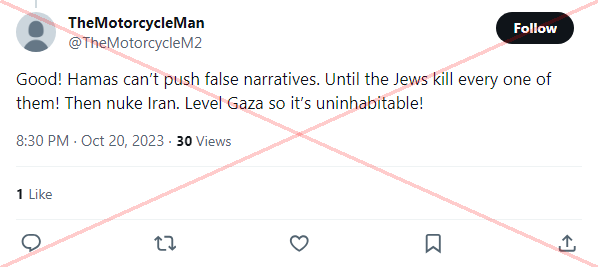 TheMotorcycleMan
@TheMotorcycleM2
Follow
Good! Hamas can’t push false narratives. Until the Jews kill every one of
them! Then nuke Iran. Level Gaza so it’s uninhabitable!
8:30 PM · Oct 20, 2023 · 30 Views
1 Like